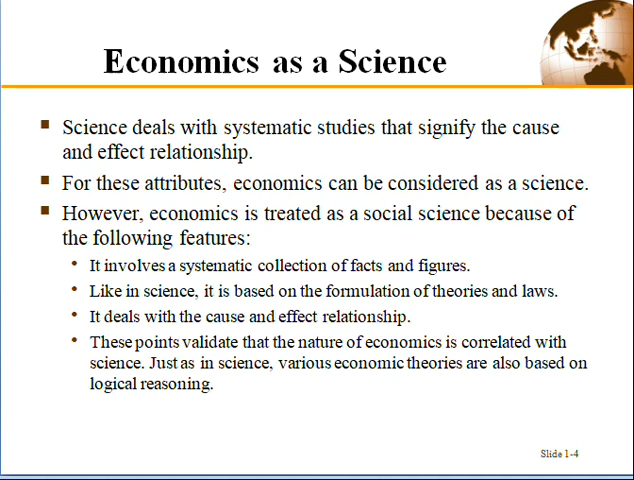 Economics as a Science
Science deals with systematic studies that signify the cause
and effect relationship.
For these attributes, economics can be considered as a science.
However, economics is treated as a social science because of
the following features:
It involves a systematic collection of facts and figures.
Like in science, it is based on the formulation of theories and laws.
It deals with the cause and effect relationship.
These points validate that the nature of economics is correlated with
science. Just as in science, various economic theories are also based on
logical reasoning.
Slide 1-4